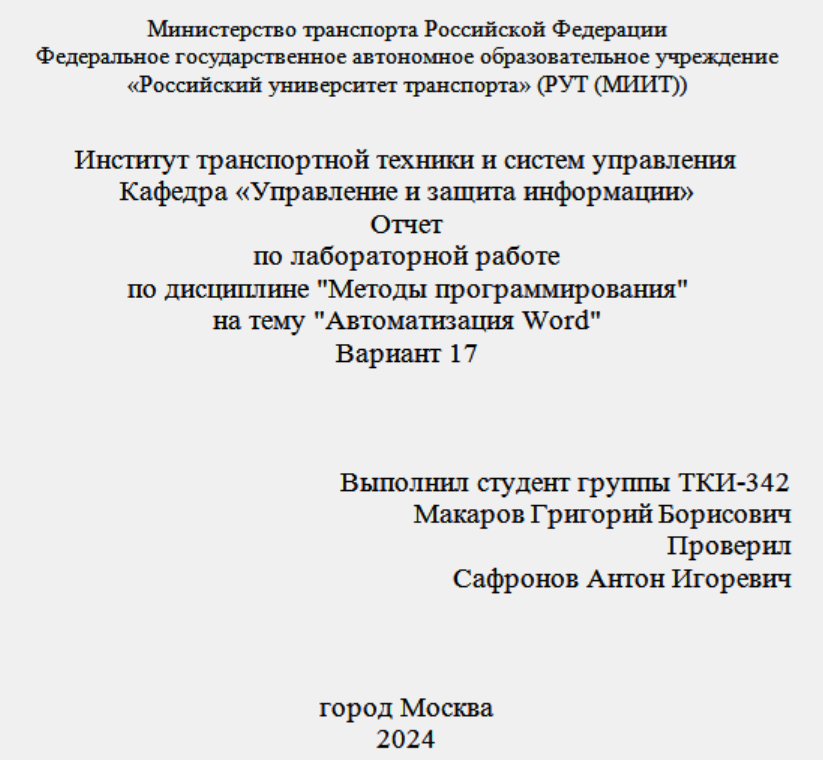 Министерство транспорта Российской Федерации
Федеральное государственное автономное образовательное учреждение
«Российский университет транспорта» (РУТ (МИИТ))
Институт транспортной техники и систем управления
Кафедра «Управление и защита информации»
Отчет
по лабораторной работе
по дисциплине "Методы программирования"
на тему "Автоматизация Word"
Вариант 17
Выполнил студент группы ТКИ-342
Макаров Григорий Борисович
Проверил
Сафронов Антон Игоревич
город Москва
2024